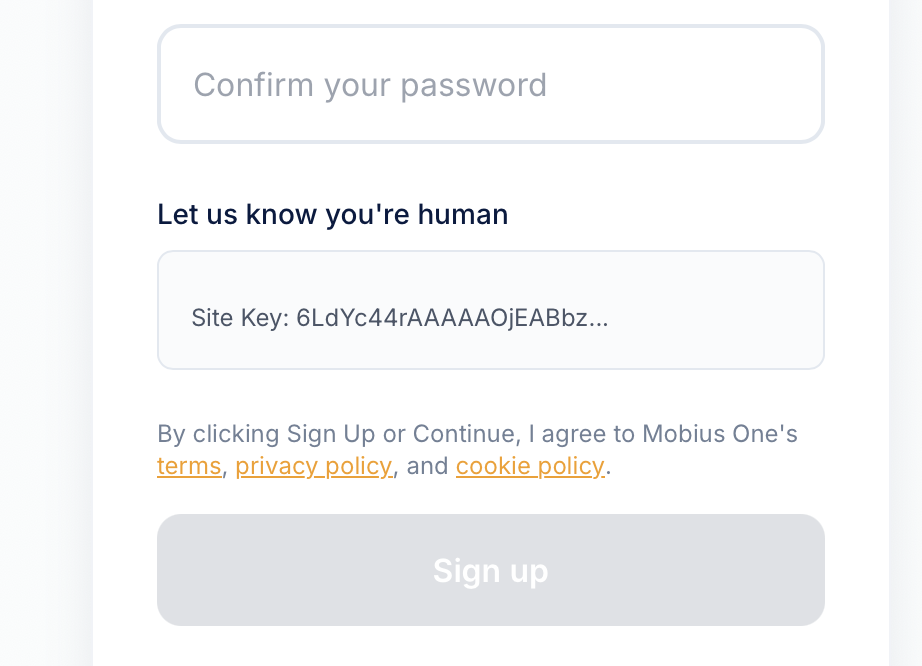 Confirm your password
Let us know you're human
Site Key: 6LdYc44rAAAAAOjEABbz...
By clicking Sign Up or Continue, I agree to Mobius One's
terms, privacy policy, and cookie policy.
Sign up